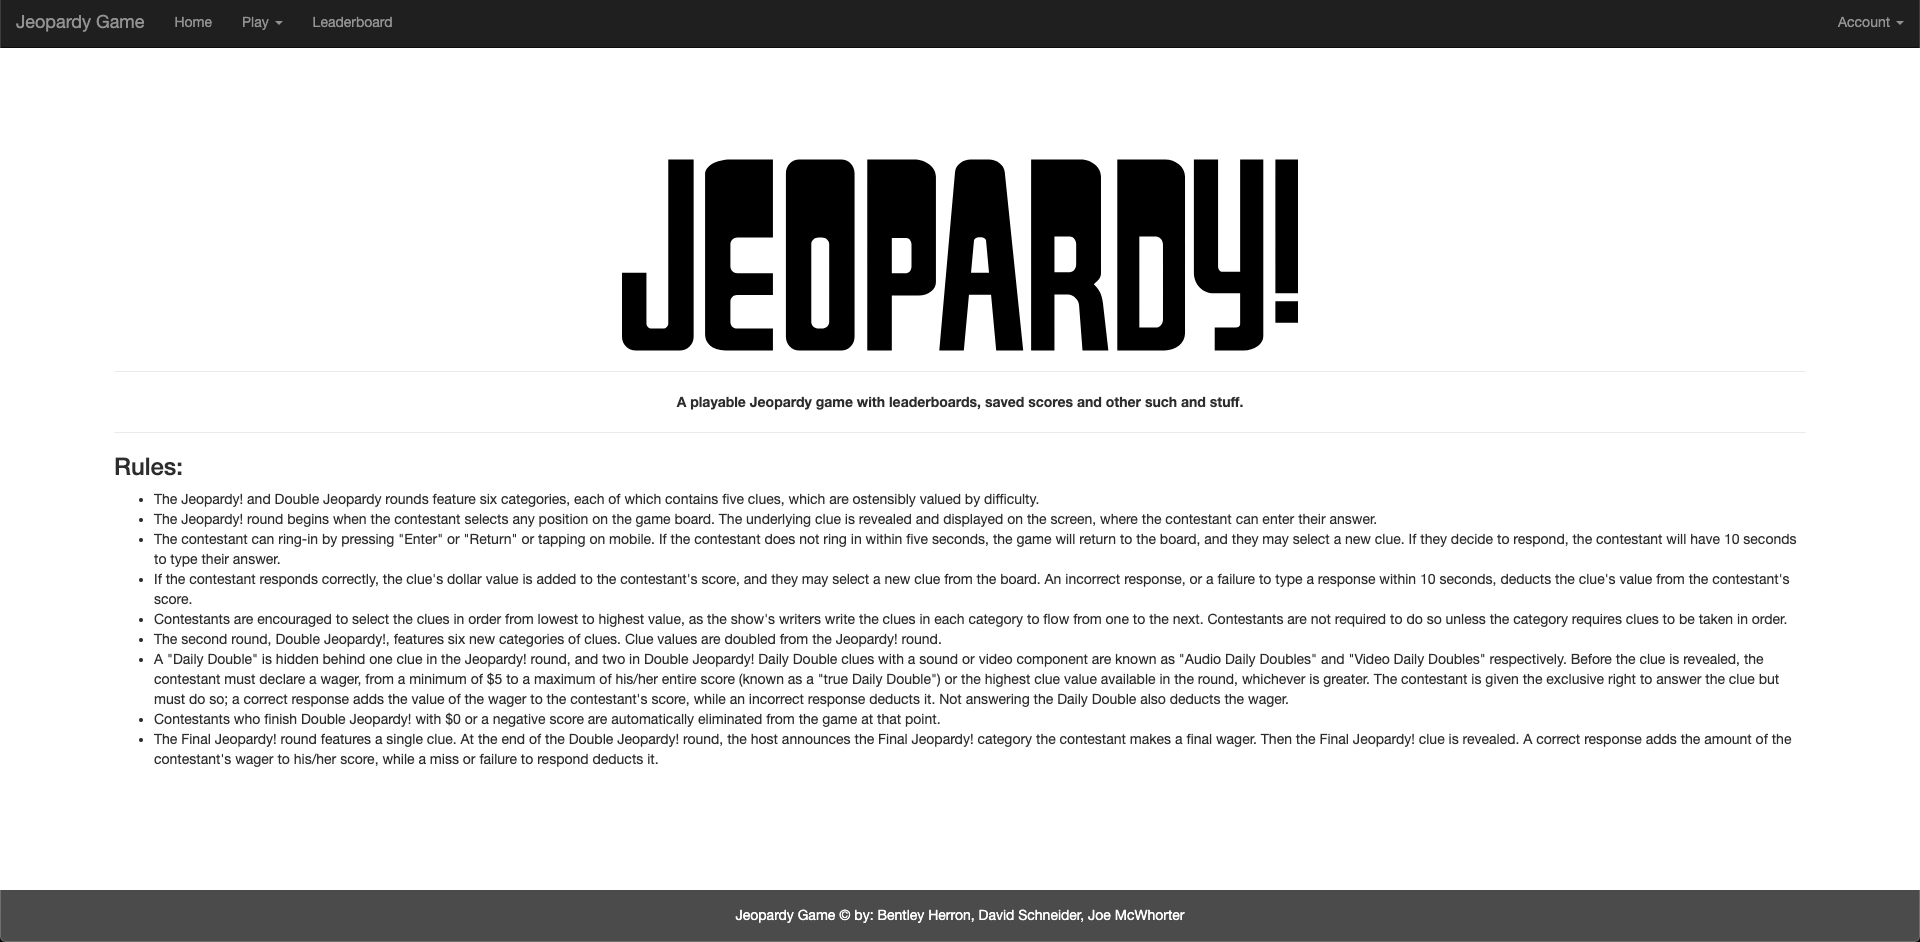 Jeopardy Game Home Play Leaderboard Account
JEOPARDY!
A playable Jeopardy game with leaderboards, saved scores and other such and stuff.
Rules:
• The Jeopardy! and Double Jeopardy rounds feature six categories, each of which contains five clues, which are ostensibly valued by difficulty.
• The Jeopardy! round begins when the contestant selects any position on the game board. The underlying clue is revealed and displayed on the screen, where the contestant can enter their answer.
• The contestant can ring-in by pressing "Enter" or "Return" or tapping on mobile. If the contestant does not ring in within five seconds, the game will return to the board, and they may select a new clue. If they decide to respond, the contestant will have 10 seconds
to type their answer.
• If the contestant responds correctly, the clue's dollar value is added to the contestant's score, and they may select a new clue from the board. An incorrect response, or a failure to type a response within 10 seconds, deducts the clue's value from the contestant's
score.
• Contestants are encouraged to select the clues in order from lowest to highest value, as the show's writers write the clues in each category to flow from one to the next. Contestants are not required to do so unless the category requires clues to be taken in order.
• The second round, Double Jeopardy!, features six new categories of clues. Clue values are doubled from the Jeopardy! round.
• A "Daily Double" is hidden behind one clue in the Jeopardy! round, and two in Double Jeopardy! Daily Double clues with a sound or video component are known as "Audio Daily Doubles" and "Video Daily Doubles" respectively. Before the clue is revealed, the
contestant must declare a wager, from a minimum of $5 to a maximum of his/her entire score (known as a "true Daily Double") or the highest clue value available in the round, whichever is greater. The contestant is given the exclusive right to answer the clue but
must do so; a correct response adds the value of the wager to the contestant's score, while an incorrect response deducts it. Not answering the Daily Double also deducts the wager.
• Contestants who finish Double Jeopardy! with $0 or a negative score are automatically eliminated from the game at that point.
• The Final Jeopardy! round features a single clue. At the end of the Double Jeopardy! round, the host announces the Final Jeopardy! category the contestant makes a final wager. Then the Final Jeopardy! clue is revealed. A correct response adds the amount of the
contestant's wager to his/her score, while a miss or failure to respond deducts it.
Jeopardy Game © by: Bentley Herron, David Schneider, Joe McWhorter